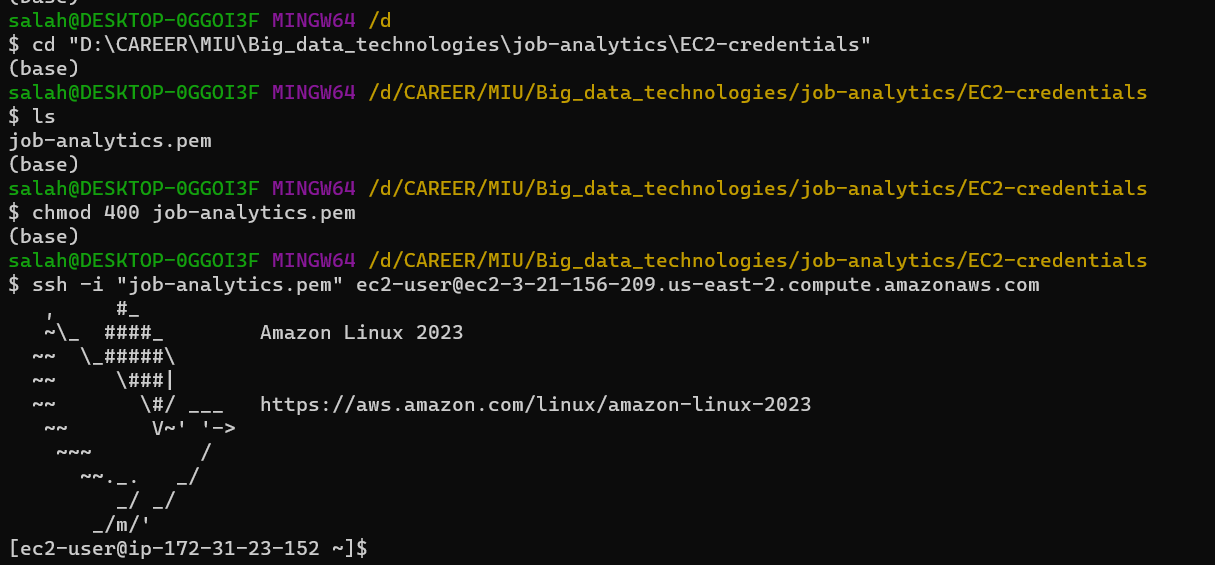 (base)
salah@DESKTOP-0GGOI3F MINGW64 /d
$ cd "D:\CAREER\MIU\Big_data_technologies\job-analytics\EC2-credentials"
(base)
salah@DESKTOP-0GGOI3F MINGW64 /d/CAREER/MIU/Big_data_technologies/job-analytics/EC2-credentials
$ ls
job-analytics.pem
(base)
salah@DESKTOP-0GGOI3F MINGW64 /d/CAREER/MIU/Big_data_technologies/job-analytics/EC2-credentials
$ chmod 400 job-analytics.pem
(base)
salah@DESKTOP-0GGOI3F MINGW64 /d/CAREER/MIU/Big_data_technologies/job-analytics/EC2-credentials
$ ssh -i "job-analytics.pem" ec2-user@ec2-3-21-156-209.us-east-2.compute.amazonaws.com
   ,     #_
   ~\_  ####_        Amazon Linux 2023
  ~~  \_#####\
  ~~     \###|
  ~~       \#/ ___   https://aws.amazon.com/linux/amazon-linux-2023
   ~~       V~' '->
    ~~~         /
      ~~._.   _/
         _/ _/
       _/m/'
[ec2-user@ip-172-31-23-152 ~]$